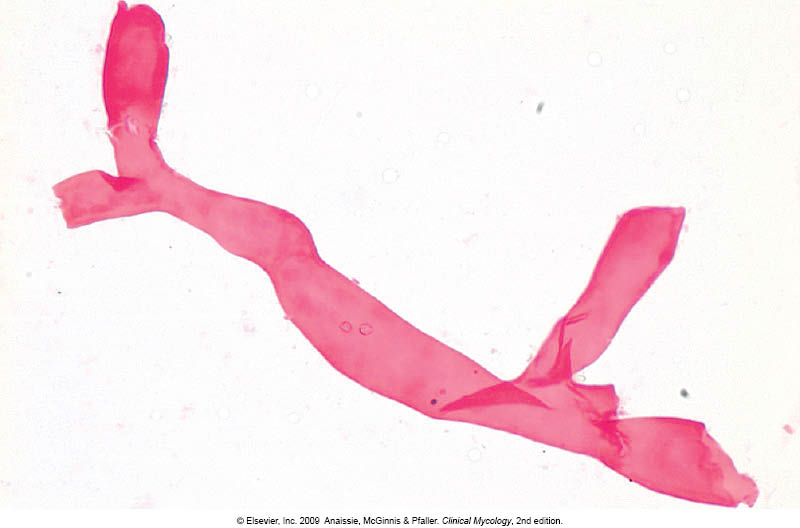 © Elsevier, Inc. 2009 Anaissie, McGinnis & Pfaller. Clinical Mycology, 2nd edition.